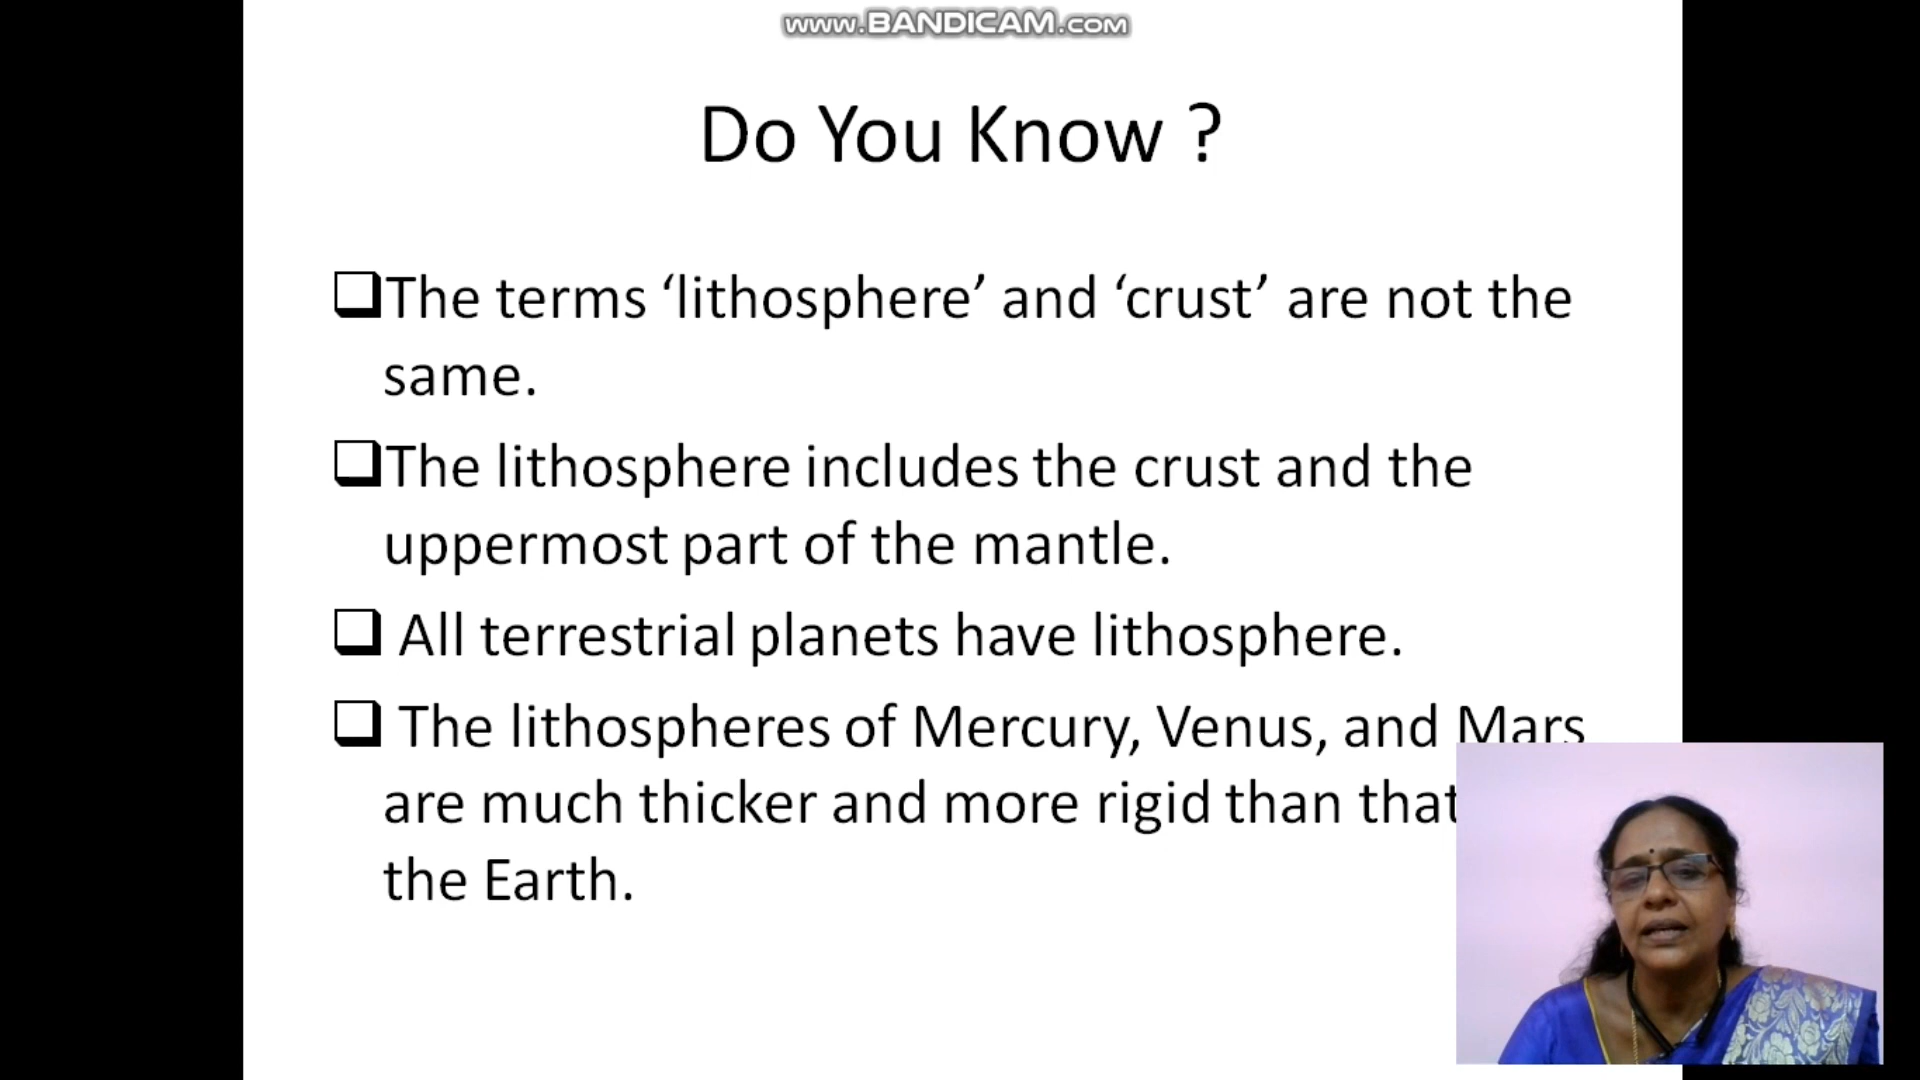 www.BANDICAM.com
Do You Know ?
The terms ‘lithosphere’ and ‘crust’ are not the
same.
The lithosphere includes the crust and the
uppermost part of the mantle.
All terrestrial planets have lithosphere.
The lithospheres of Mercury, Venus, and Mars
are much thicker and more rigid than that
the Earth.